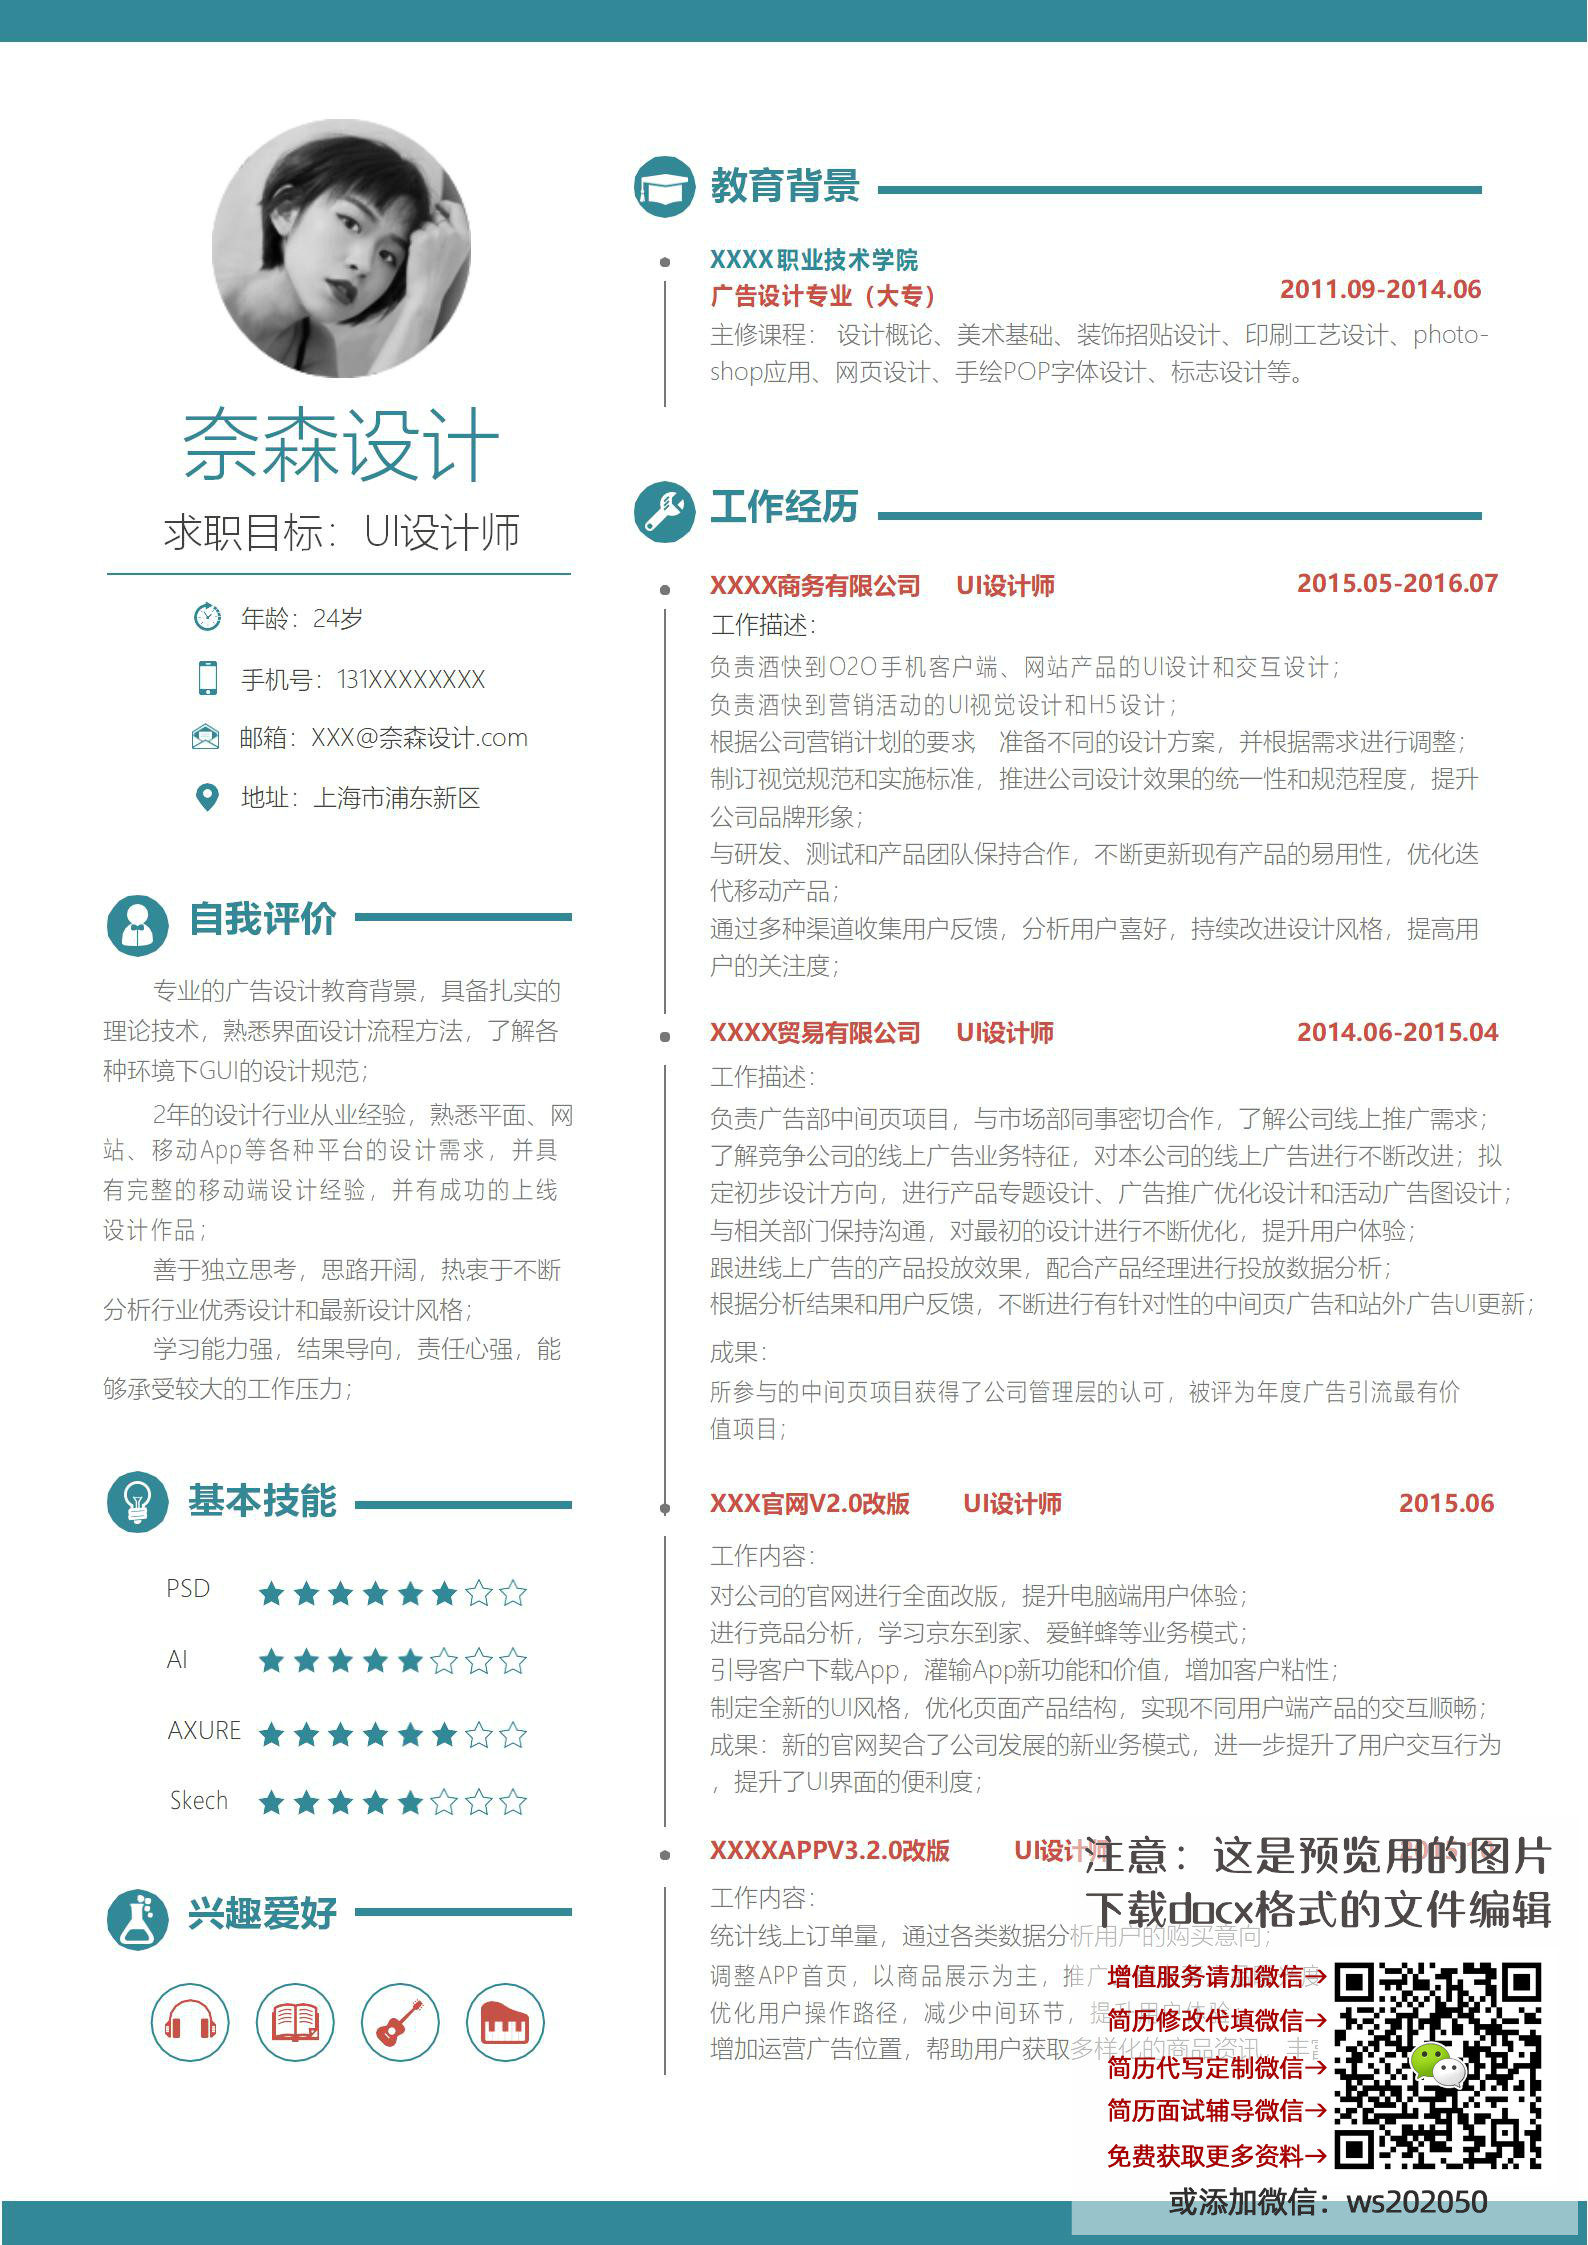 奈森设计
求职目标：UI设计师
年龄：24岁
手机号：131XXXXXXXX
邮箱：XXX@奈森设计.com
地址：上海市浦东新区
自我评价
专业的广告设计教育背景，具备扎实的
理论技术，熟悉界面设计流程方法，了解各
种环境下GUI的设计规范；
2年的设计行业从业经验，熟悉平面、网
站、移动App等各种平台的设计需求，并具
有完整的移动端设计经验，并有成功的上线
设计作品；
善于独立思考，思路开阔，热衷于不断
分析行业优秀设计和最新设计风格；
学习能力强，结果导向，责任心强，能
够承受较大的工作压力；
基本技能
PSD
AI
AXURE
Skech
兴趣爱好
教育背景
XXXX职业技术学院
广告设计专业（大专）
2011.09-2014.06
主修课程： 设计概论、美术基础、装饰招贴设计、印刷工艺设计、photo-
shop应用、网页设计、手绘POP字体设计、标志设计等。
工作经历
XXXX商务有限公司 UI设计师 2015.05-2016.07
工作描述：
负责酒快到O2O手机客户端、网站产品的UI设计和交互设计；
负责酒快到营销活动的UI视觉设计和H5设计；
根据公司营销计划的要求 准备不同的设计方案，并根据需求进行调整；
制订视觉规范和实施标准，推进公司设计效果的统一性和规范程度，提升
公司品牌形象；
与研发、测试和产品团队保持合作，不断更新现有产品的易用性，优化迭
代移动产品；
通过多种渠道收集用户反馈，分析用户喜好，持续改进设计风格，提高用
户的关注度；
XXXX贸易有限公司 UI设计师 2014.06-2015.04
工作描述：
负责广告部中间页项目，与市场部同事密切合作，了解公司线上推广需求；
了解竞争公司的线上广告业务特征，对本公司的线上广告进行不断改进；拟
定初步设计方向，进行产品专题设计、广告推广优化设计和活动广告图设计；
与相关部门保持沟通，对最初的设计进行不断优化，提升用户体验；
跟进线上广告的产品投放效果，配合产品经理进行投放数据分析；
根据分析结果和用户反馈，不断进行有针对性的中间页广告和站外广告UI更新；
成果：
所参与的中间页项目获得了公司管理层的认可，被评为年度广告引流最有价
值项目；
XXX官网V2.0改版 UI设计师 2015.06
工作内容：
对公司的官网进行全面改版，提升电脑端用户体验；
进行竞品分析，学习京东到家、爱鲜蜂等业务模式；
引导客户下载App，灌输App新功能和价值，增加客户粘性；
制定全新的UI风格，优化页面产品结构，实现不同用户端产品的交互顺畅；
成果：新的官网契合了公司发展的新业务模式，进一步提升了用户交互行为
，提升了UI界面的便利度；
XXXXAPPV3.2.0改版 UI设计师
工作内容：
统计线上订单量，通过各类数据分析用户的购买意向；
调整APP首页，以商品展示为主，推广
优化用户操作路径，减少中间环节，提升用户体验
增加运营广告位置，帮助用户获取多样化的商品资讯，丰富
注意：这是预览用的图片
下载docx格式的文件编辑
增值服务请加微信→
简历修改代填微信→
简历代写定制微信→
简历面试辅导微信→
免费获取更多资料→
或添加微信：ws202050